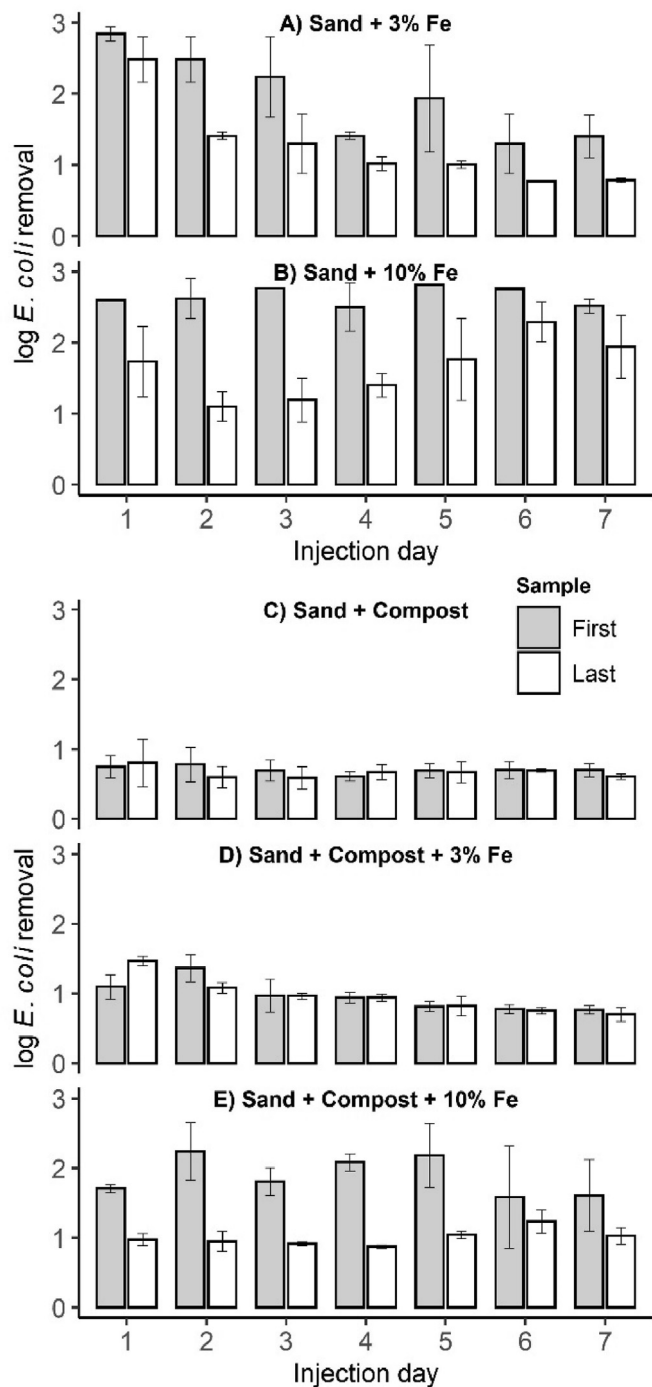 A) Sand + 3% Fe
3
2
1
0
B) Sand + 10% Fe
3
2
1
0
log E. coli removal
1 2 3 4 5 6 7
Injection day
Sample
First
Last
C) Sand + Compost
3
2
1
0
D) Sand + Compost + 3% Fe
3
2
1
0
E) Sand + Compost + 10% Fe
3
2
1
0
log E. coli removal
1 2 3 4 5 6 7
Injection day